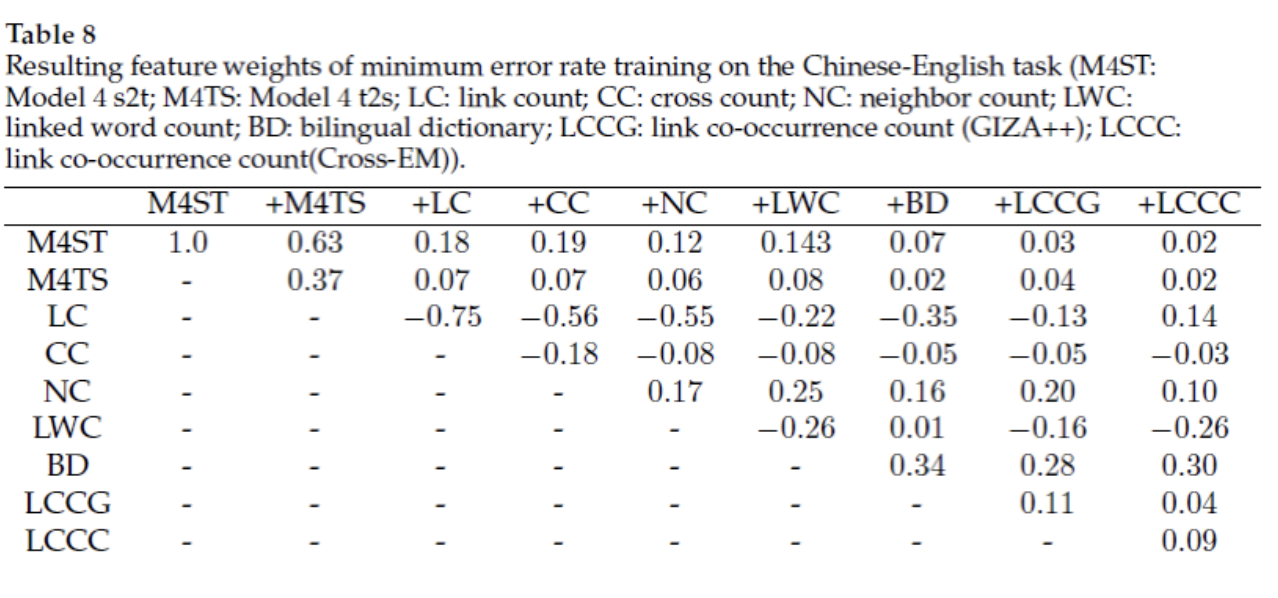 Table 8
Resulting feature weights of minimum error rate training on the Chinese-English task (M4ST:
Model 4 s2t; M4TS: Model 4 t2s; LC: link count; CC: cross count; NC: neighbor count; LWC:
linked word count; BD: bilingual dictionary; LCCG: link co-occurrence count (GIZA++); LCCC:
link co-occurrence count(Cross-EM)).
M4ST +M4TS +LC +CC +NC +LWC +BD +LCCG +LCCC
M4ST 1.0 0.63 0.18 0.19 0.12 0.143 0.07 0.03 0.02
M4TS - 0.37 0.07 0.07 0.06 0.08 0.02 0.04 0.02
LC - - −0.75 −0.56 −0.55 −0.22 −0.35 −0.13 0.14
CC - - - −0.18 −0.08 −0.08 −0.05 −0.05 −0.03
NC - - - - 0.17 0.25 0.16 0.20 0.10
LWC - - - - - −0.26 0.01 −0.16 −0.26
BD - - - - - - 0.34 0.28 0.30
LCCG - - - - - - - 0.11 0.04
LCCC - - - - - - - - 0.09